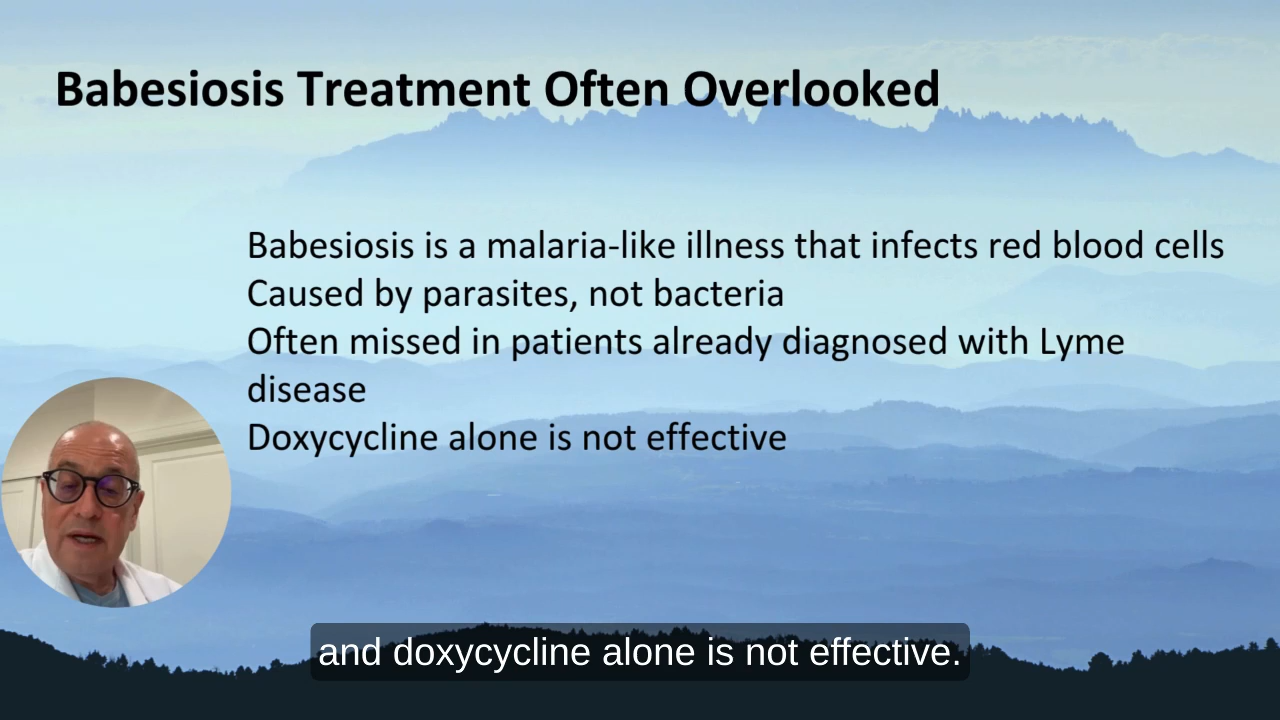 Babesiosis Treatment Often Overlooked
Babesiosis is a malaria-like illness that infects red blood cells
Caused by parasites, not bacteria
Often missed in patients already diagnosed with Lyme
disease
Doxycycline alone is not effective
and doxycycline alone is not effective.